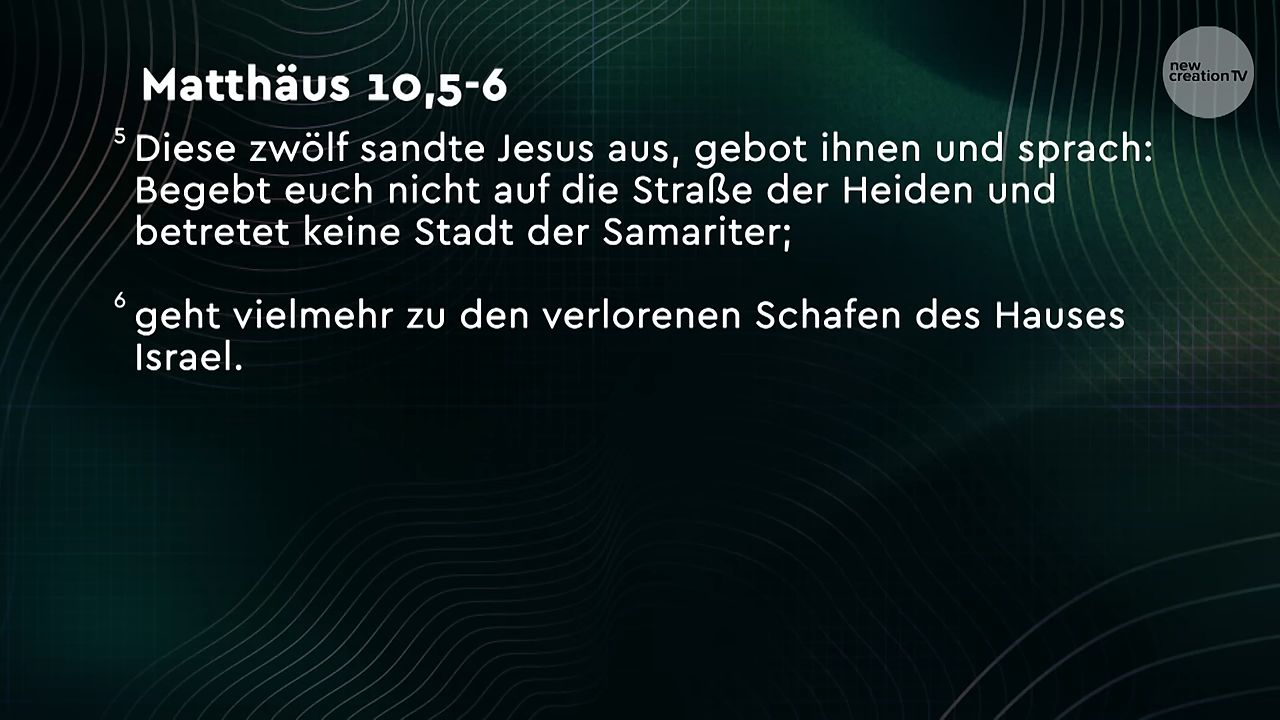 new
creation TV
Matthäus 10,5-6
5 Diese zwölf sandte Jesus aus, gebot ihnen und sprach:
Begebt euch nicht auf die Straße der Heiden und
betretet keine Stadt der Samariter;
6 geht vielmehr zu den verlorenen Schafen des Hauses
Israel.